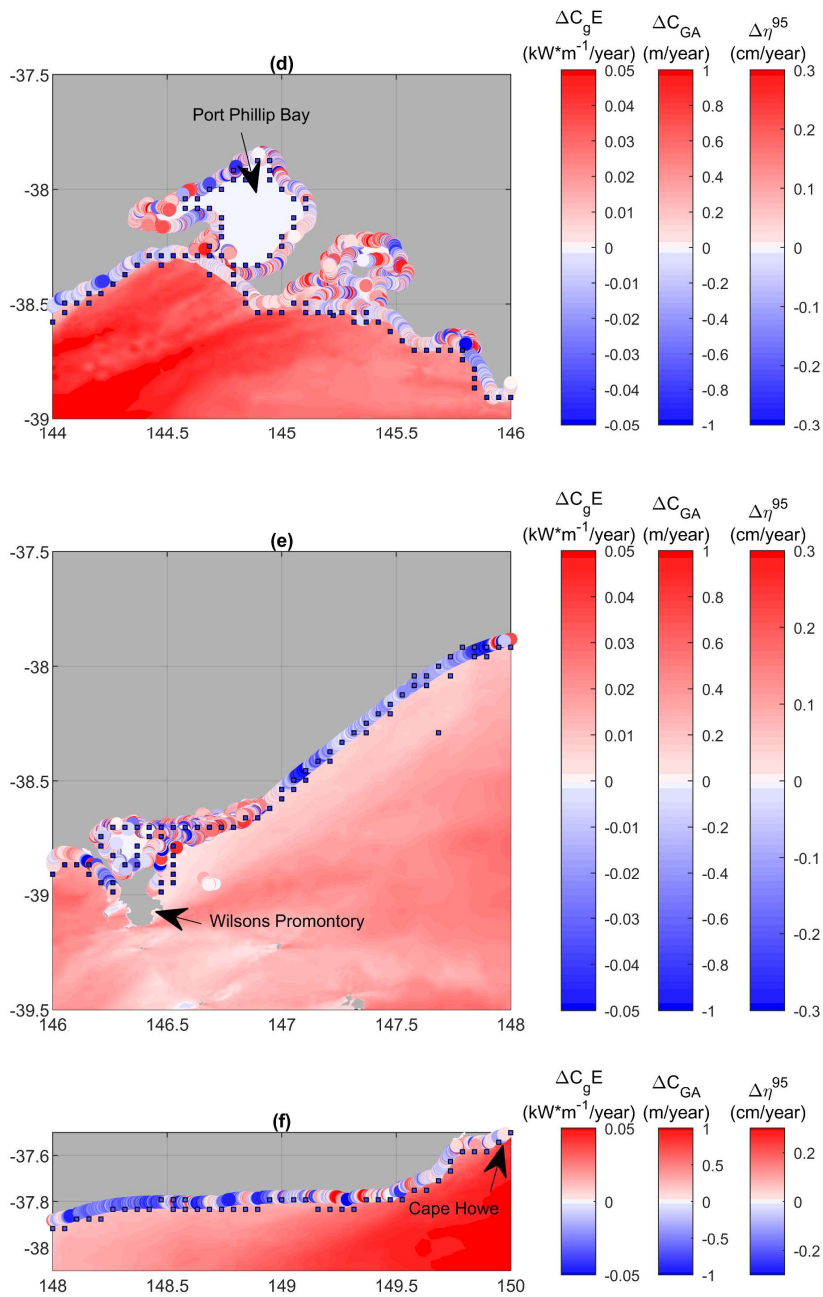 ΔC_gE ΔC_GA Δη^95
(kW*m^-1/year) (m/year) (cm/year)
(d)
-37.5
-38
-38.5
-39
144 144.5 145 145.5 146
Port Phillip Bay
0.05 1 0.3
0.04 0.8
0.03 0.6 0.2
0.02 0.4 0.1
0.01 0.2
0 0 0
-0.01 -0.2
-0.02 -0.4 -0.1
-0.03 -0.6 -0.2
-0.04 -0.8
-0.05 -1 -0.3
ΔC_gE ΔC_GA Δη^95
(kW*m^-1/year) (m/year) (cm/year)
(e)
-37.5
-38
-38.5
-39
-39.5
146 146.5 147 147.5 148
Wilsons Promontory
0.05 1 0.3
0.04 0.8
0.03 0.6 0.2
0.02 0.4 0.1
0.01 0.2
0 0 0
-0.01 -0.2
-0.02 -0.4 -0.1
-0.03 -0.6 -0.2
-0.04 -0.8
-0.05 -1 -0.3
ΔC_gE ΔC_GA Δη^95
(kW*m^-1/year) (m/year) (cm/year)
(f)
-37.6
-37.8
-38
148 148.5 149 149.5 150
Cape Howe
0.05 1
0.5 0.2
0 0 0
-0.5 -0.2
-0.05 -1